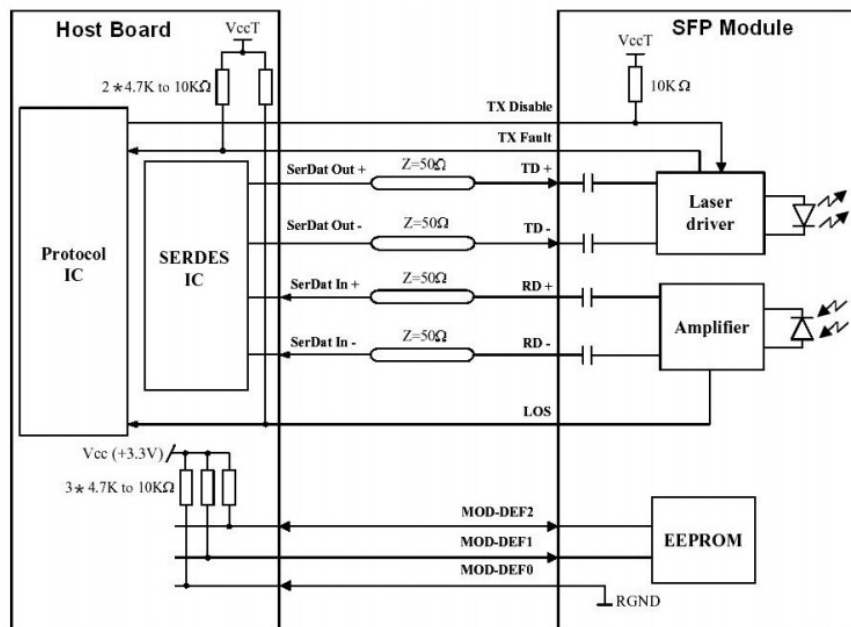 Host Board
SFP Module
VccT
VccT
2*4.7K to 10KΩ
10KΩ
TX Disable
TX Fault
SerDat Out +
Z=50Ω
TD +
SerDat Out -
Z=50Ω
TD -
Laser
driver
Protocol
IC
SERDES
IC
SerDat In +
Z=50Ω
RD +
SerDat In -
Z=50Ω
RD -
Amplifier
LOS
Vcc (+3.3V)
3*4.7K to 10KΩ
MOD-DEF2
MOD-DEF1
MOD-DEF0
EEPROM
RGND